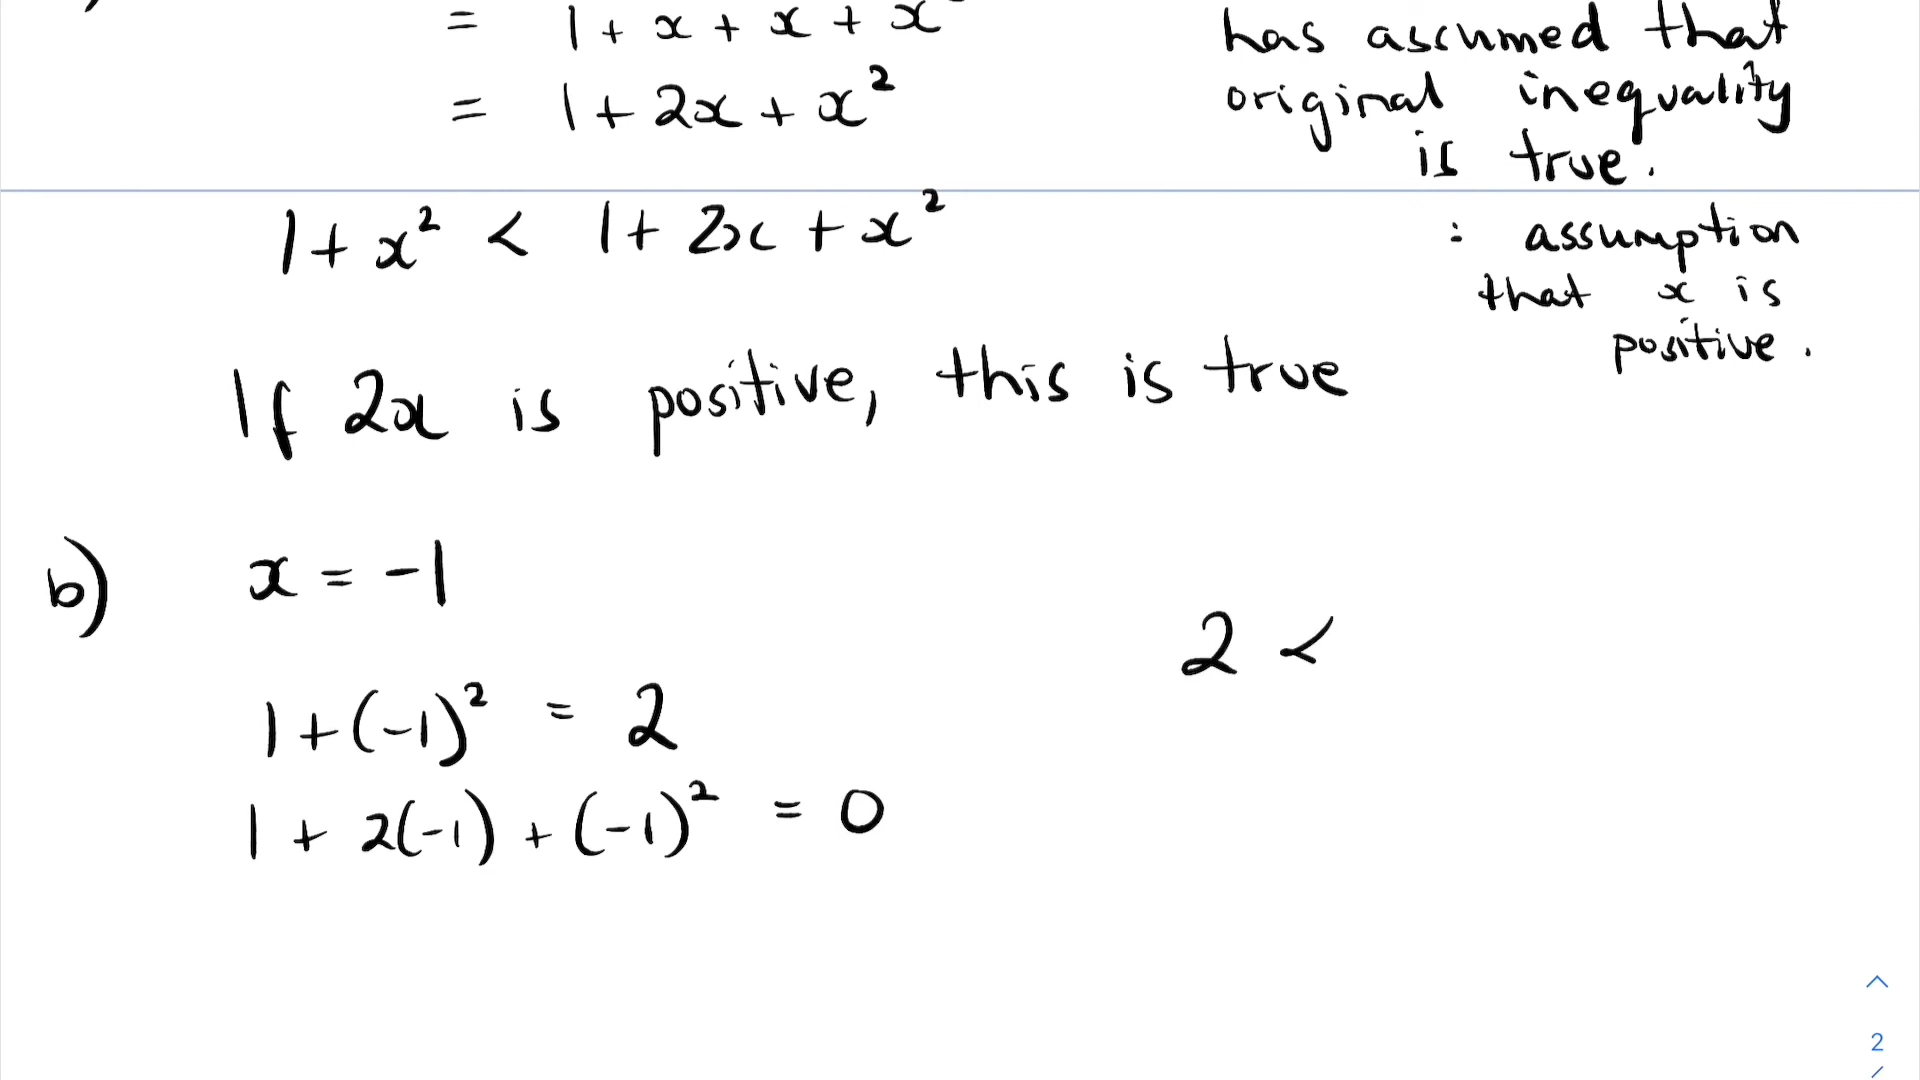 = 1 + x + x + x²
= 1 + 2x + x²
1 + x² < 1 + 2x + x²
If 2x is positive, this is true
has assumed that
original inequality
is true.
: assumption
that x is
positive.
b) x = -1
1 + (-1)² = 2
1 + 2(-1) + (-1)² = 0
2 <
2